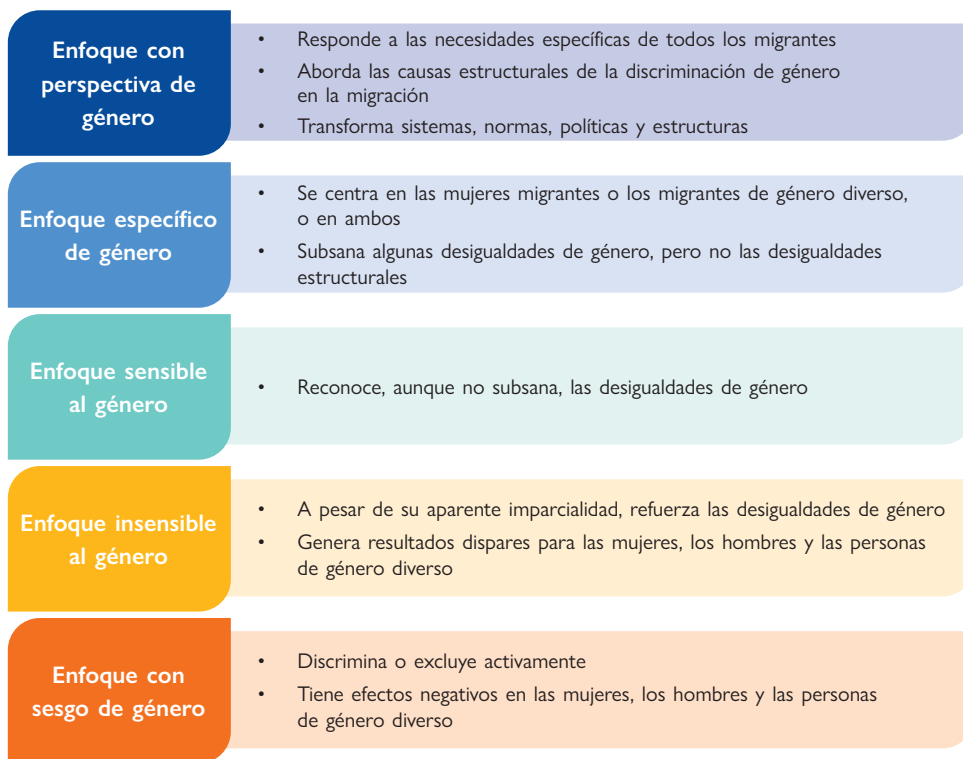 Enfoque con
perspectiva de
género
• Responde a las necesidades específicas de todos los migrantes
• Aborda las causas estructurales de la discriminación de género
en la migración
• Transforma sistemas, normas, políticas y estructuras
Enfoque específico
de género
• Se centra en las mujeres migrantes o los migrantes de género diverso,
o en ambos
• Subsana algunas desigualdades de género, pero no las desigualdades
estructurales
Enfoque sensible
al género
• Reconoce, aunque no subsana, las desigualdades de género
Enfoque insensible
al género
• A pesar de su aparente imparcialidad, refuerza las desigualdades de género
• Genera resultados dispares para las mujeres, los hombres y las personas
de género diverso
Enfoque con
sesgo de género
• Discrimina o excluye activamente
• Tiene efectos negativos en las mujeres, los hombres y las personas
de género diverso